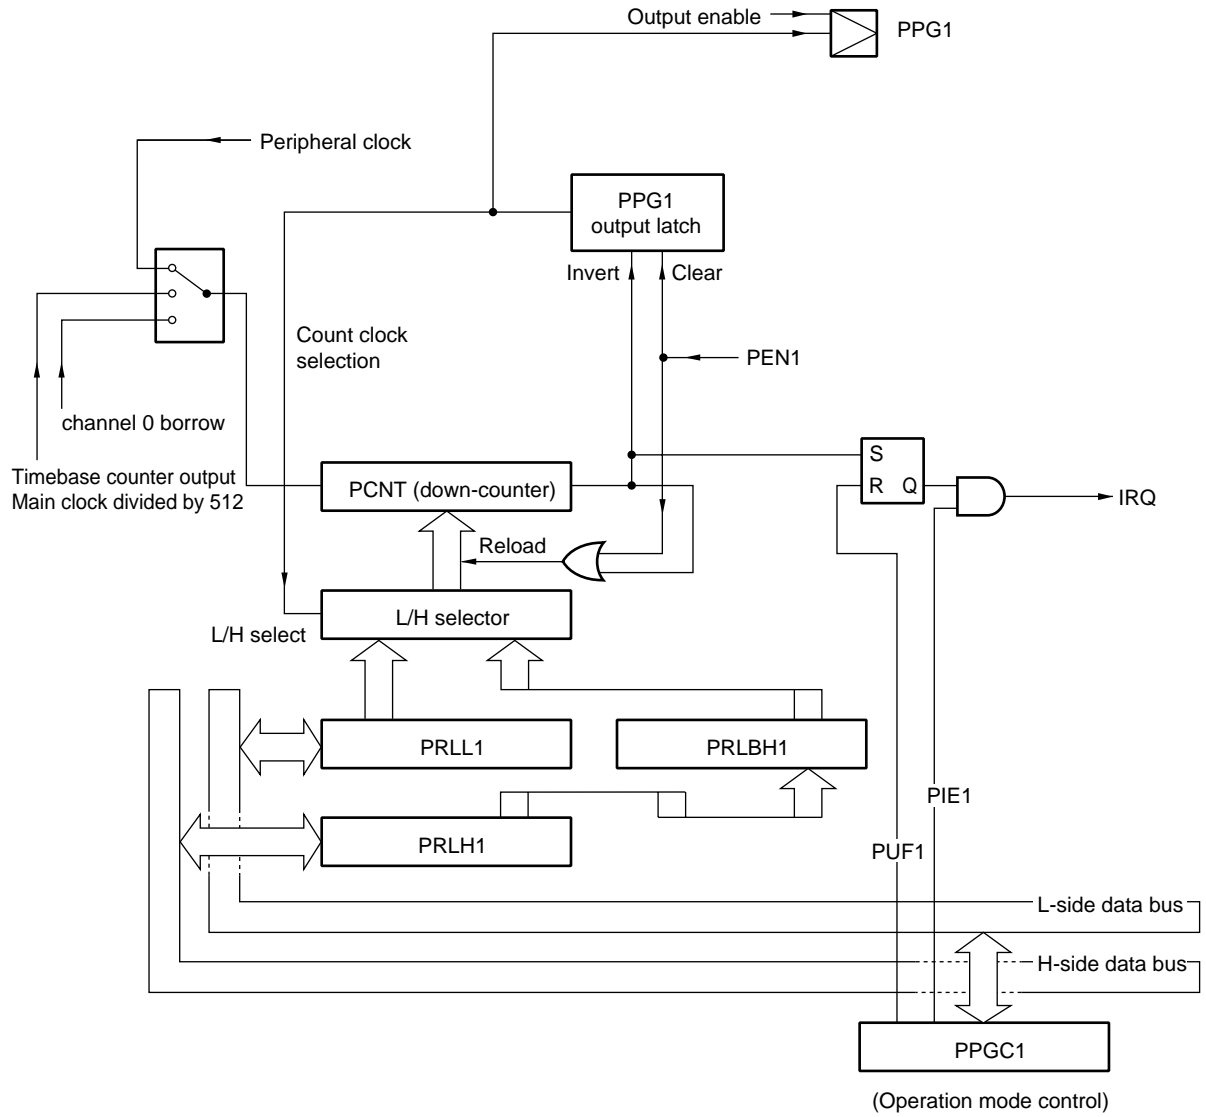 Output enable
PPG1
Peripheral clock
PPG1
output latch
Invert
Clear
Count clock
selection
PEN1
channel 0 borrow
Timebase counter output
Main clock divided by 512
PCNT (down-counter)
S
R Q
IRQ
Reload
L/H selector
L/H select
PRLL1
PRLBH1
PIE1
PRLH1
PUF1
L-side data bus
H-side data bus
PPGC1
(Operation mode control)